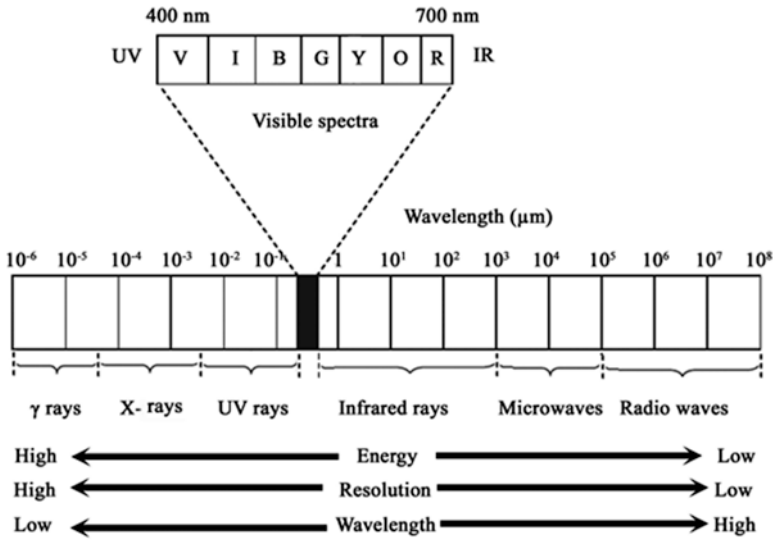 400 nm 700 nm
UV V I B G Y O R IR
Visible spectra
Wavelength (µm)
10⁻⁶ 10⁻⁵ 10⁻⁴ 10⁻³ 10⁻² 10⁻¹ 1 10¹ 10² 10³ 10⁴ 10⁵ 10⁶ 10⁷ 10⁸
γ rays X- rays UV rays Infrared rays Microwaves Radio waves
High Energy Low
High Resolution Low
Low Wavelength High